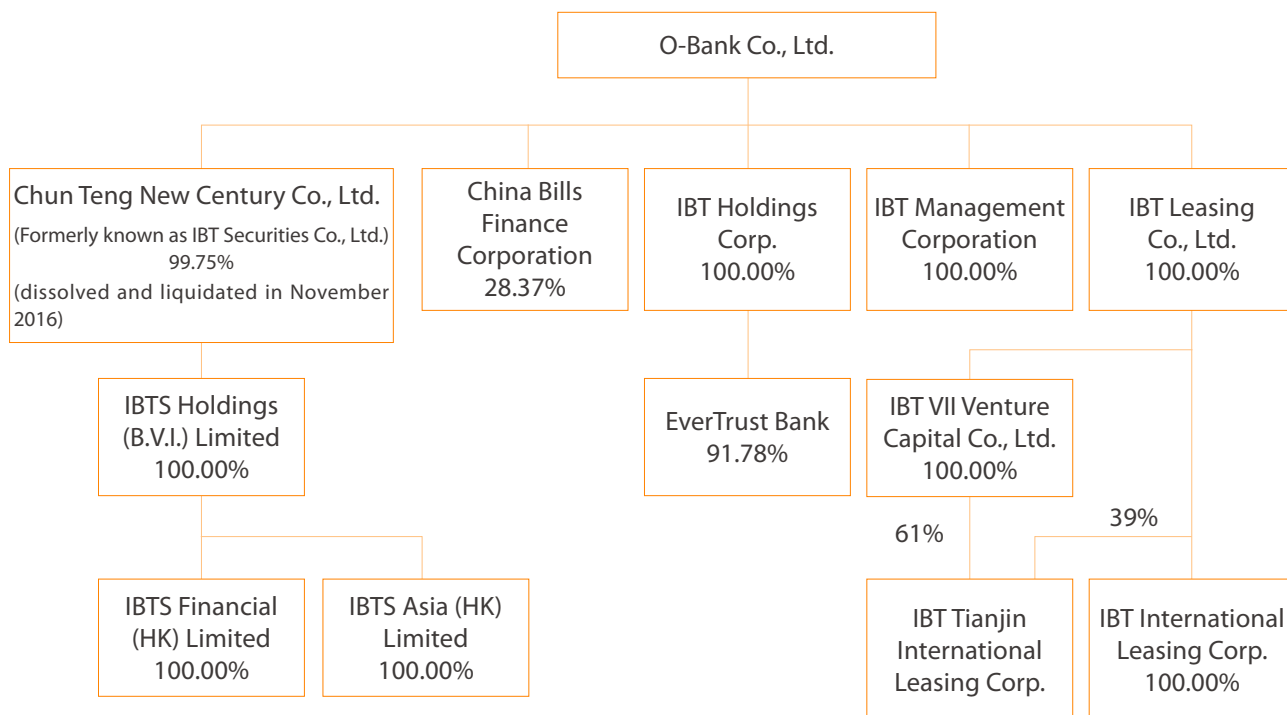 O-Bank Co., Ltd.
Chun Teng New Century Co., Ltd.
(Formerly known as IBT Securities Co., Ltd.)
99.75%
(dissolved and liquidated in November
2016)
China Bills
Finance
Corporation
28.37%
IBT Holdings
Corp.
100.00%
IBT Management
Corporation
100.00%
IBT Leasing
Co., Ltd.
100.00%
IBTS Holdings
(B.V.I.) Limited
100.00%
EverTrust Bank
91.78%
IBT VII Venture
Capital Co., Ltd.
100.00%
61%
39%
IBTS Financial
(HK) Limited
100.00%
IBTS Asia (HK)
Limited
100.00%
IBT Tianjin
International
Leasing Corp.
IBT International
Leasing Corp.
100.00%